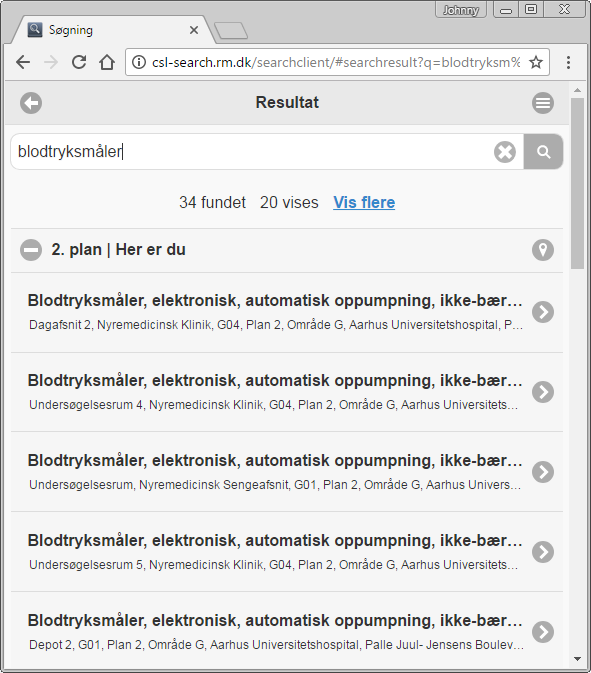 Johnny
Søgning
csl-search.rm.dk/searchclient/#searchresult?q=blodtryksm%
Resultat
blodtryksmåler
34 fundet 20 vises Vis flere
2. plan | Her er du
Blodtryksmåler, elektronisk, automatisk oppumpning, ikke-bær...
Dagafsnit 2, Nyremedicinsk Klinik, G04, Plan 2, Område G, Aarhus Universitetshospital, P...
Blodtryksmåler, elektronisk, automatisk oppumpning, ikke-bær...
Undersøgelsesrum 4, Nyremedicinsk Klinik, G04, Plan 2, Område G, Aarhus Universitets...
Blodtryksmåler, elektronisk, automatisk oppumpning, ikke-bær...
Undersøgelsesrum, Nyremedicinsk Sengeafsnit, G01, Plan 2, Område G, Aarhus Univers...
Blodtryksmåler, elektronisk, automatisk oppumpning, ikke-bær...
Undersøgelsesrum 5, Nyremedicinsk Klinik, G04, Plan 2, Område G, Aarhus Universitets...
Blodtryksmåler, elektronisk, automatisk oppumpning, ikke-bær...
Depot 2, G01, Plan 2, Område G, Aarhus Universitetshospital, Palle Juul- Jensens Boulev...